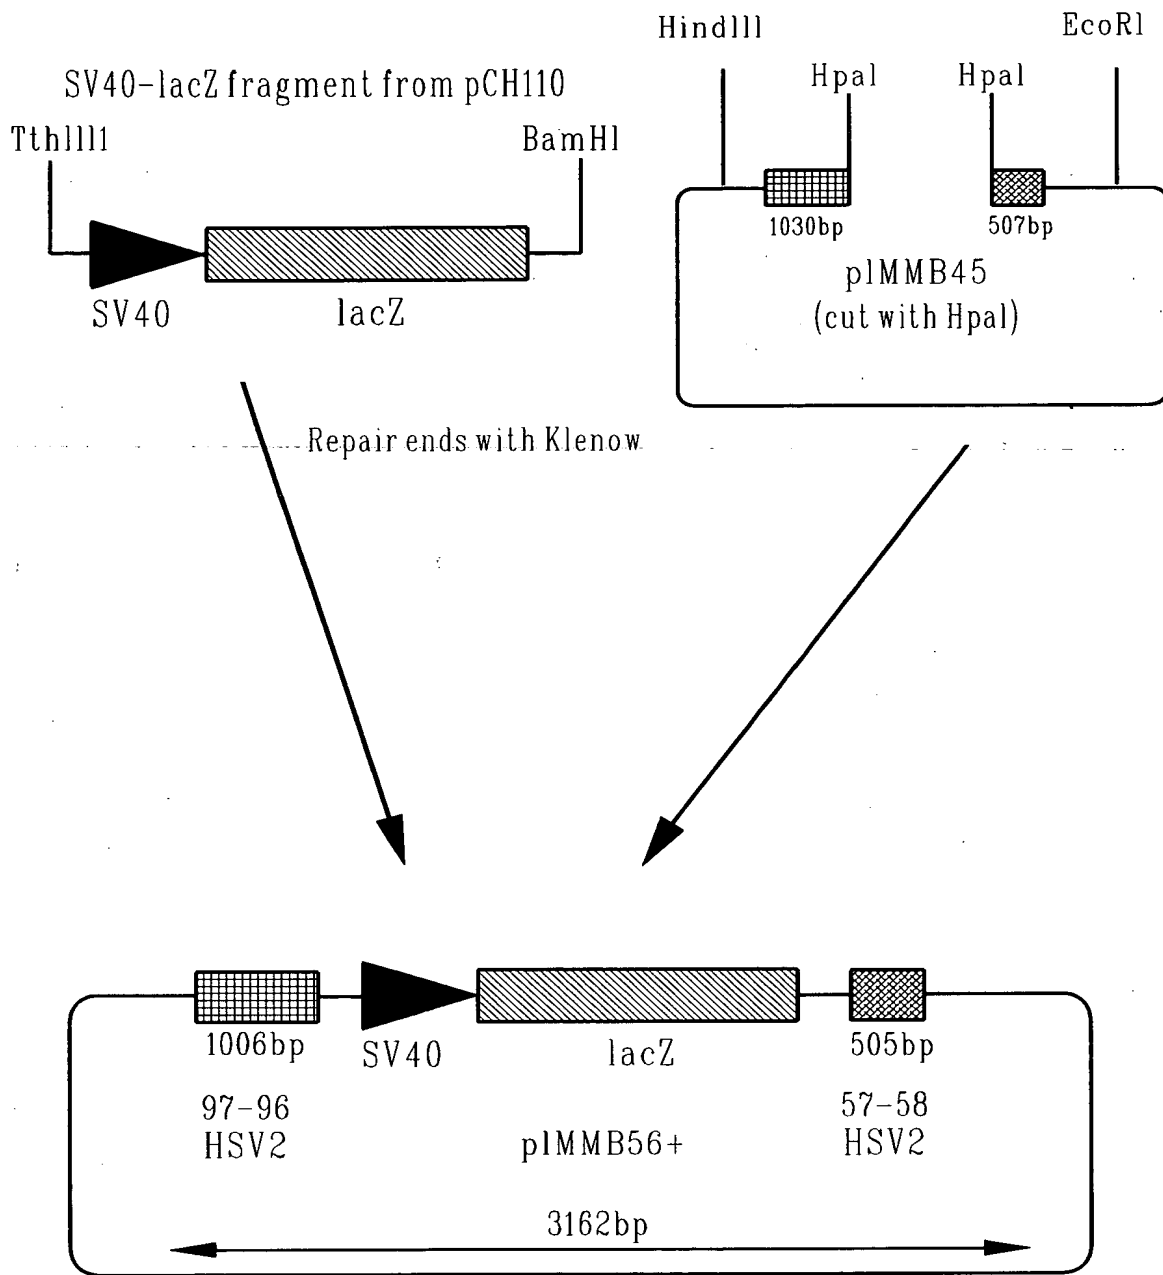 SV40-lacZ fragment from pCH110
TthlIII1
BamHI
SV40
lacZ
HindIII
EcoRI
HpaI
HpaI
1030bp
507bp
pIMMB45
(cut with HpaI)
Repair ends with Klenow
1006bp
SV40
lacZ
505bp
97-96
HSV2
pIMMB56+
57-58
HSV2
3162bp